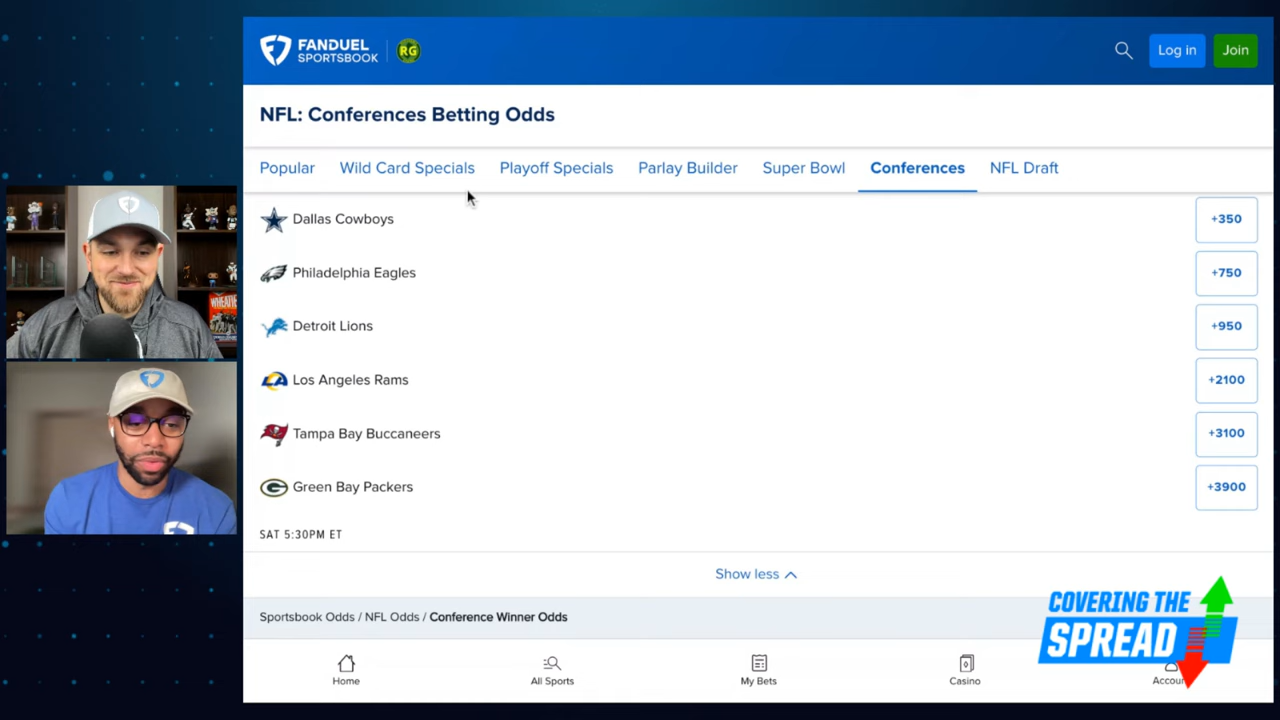 FANDUEL
SPORTSBOOK
RG
Log in
Join
NFL: Conferences Betting Odds
Popular
Wild Card Specials
Playoff Specials
Parlay Builder
Super Bowl
Conferences
NFL Draft
Dallas Cowboys
+350
Philadelphia Eagles
+750
Detroit Lions
+950
Los Angeles Rams
+2100
Tampa Bay Buccaneers
+3100
Green Bay Packers
+3900
SAT 5:30PM ET
Show less
Sportsbook Odds / NFL Odds / Conference Winner Odds
Home
All Sports
My Bets
Casino
COVERING THE
SPREAD
WHEATIES